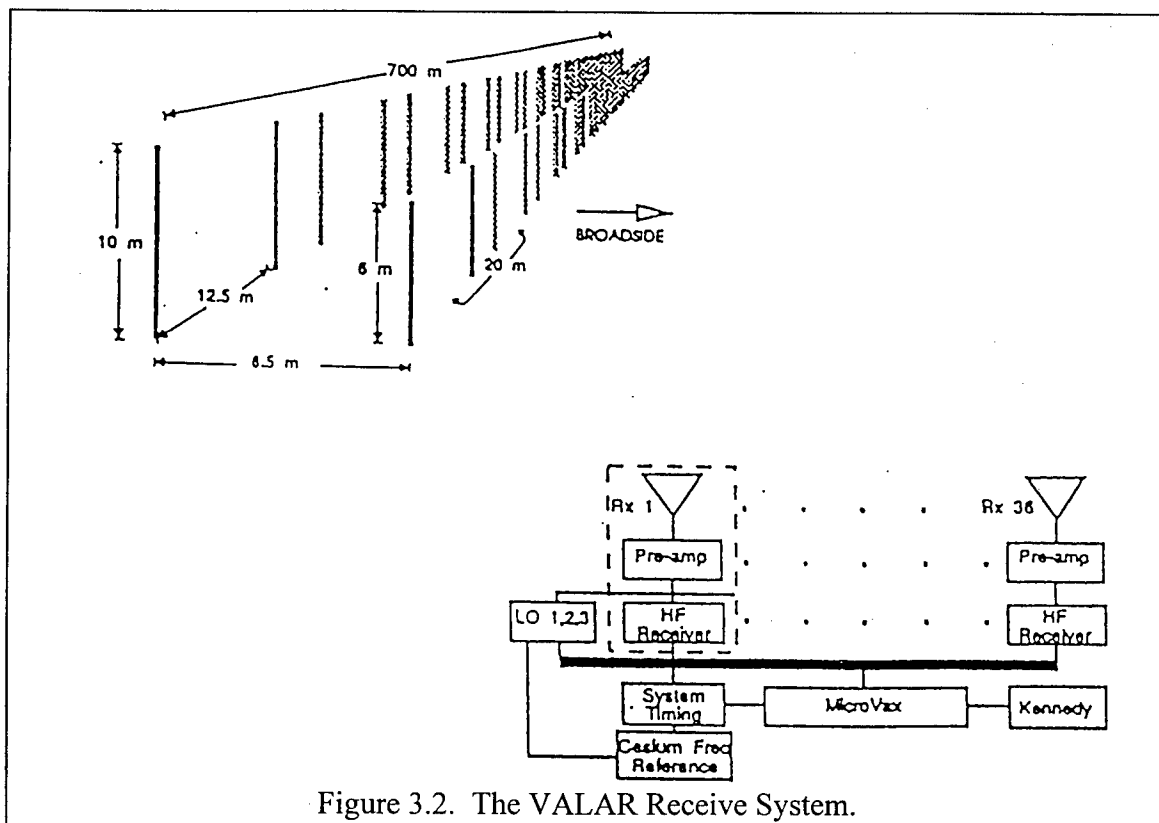 700 m
10 m
12.5 m
6 m
20 m
BROADSIDE
6.5 m
Rx 1
Rx 36
Pre-amp
Pre-amp
LO 1,2,3
HF
Receiver
HF
Receiver
System
Timing
MicroVax
Kennedy
Cesium Freq
Reference
Figure 3.2. The VALAR Receive System.